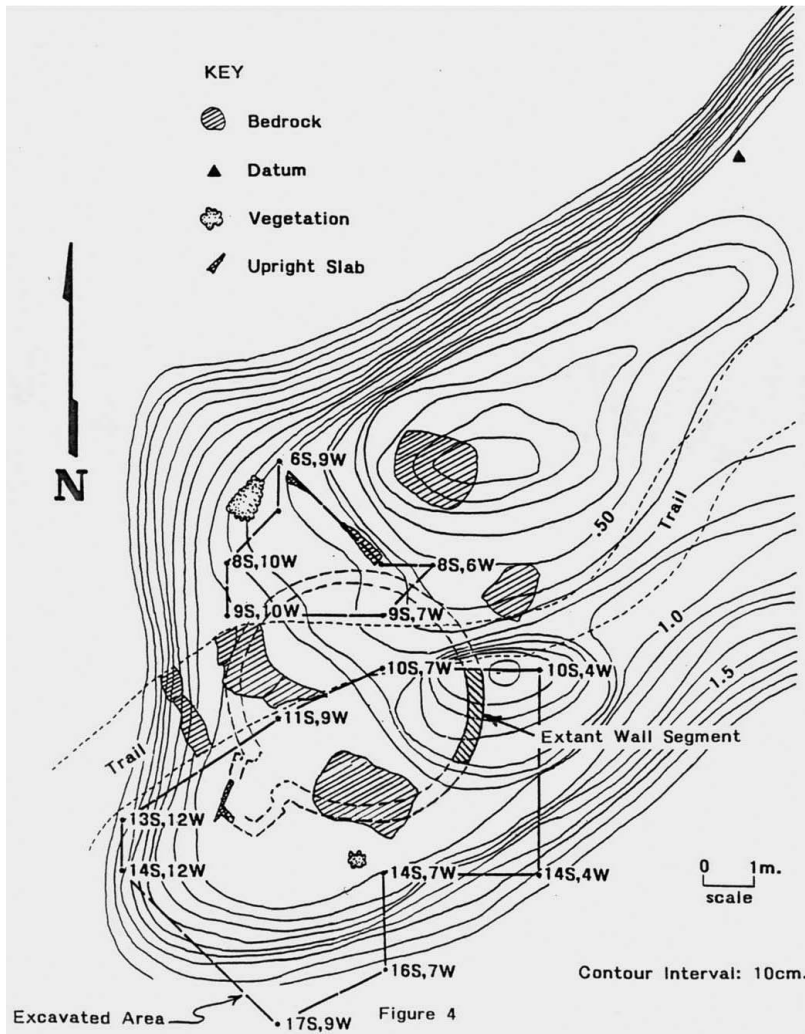 KEY
Bedrock
Datum
Vegetation
Upright Slab
N
6S,9W
.50
Trail
8S,10W
8S,6W
9S,10W
9S,7W
1.0
10S,7W
10S,4W
1.5
11S,9W
Extant Wall Segment
Trail
13S,12W
14S,12W
14S,7W
14S,4W
0 1m.
scale
16S,7W
Contour Interval: 10cm.
Excavated Area
Figure 4
17S,9W